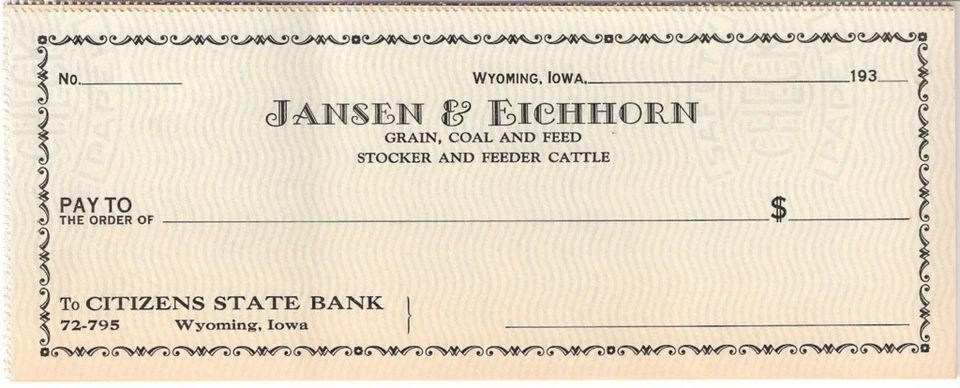 No. WYOMING, IOWA, 193
JANSEN & EICHHORN
GRAIN, COAL AND FEED
STOCKER AND FEEDER CATTLE
PAY TO
THE ORDER OF $
To CITIZENS STATE BANK
72-795 Wyoming, Iowa